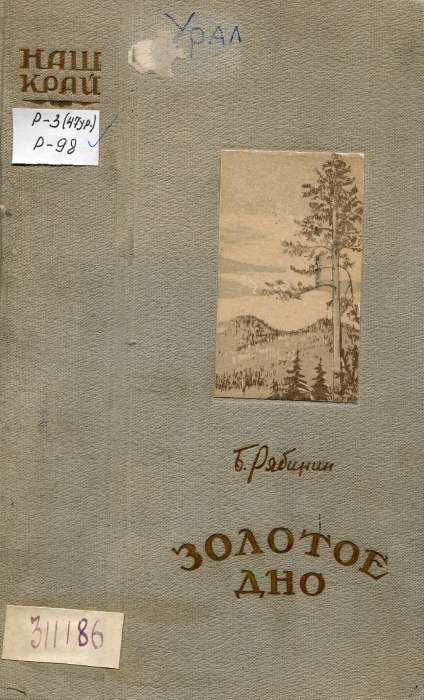 Урал
НАШ
КРАЙ
Р-3(47ур.)
Р-98
Б. Рябинин
ЗОЛОТОЕ
ДНО
311186